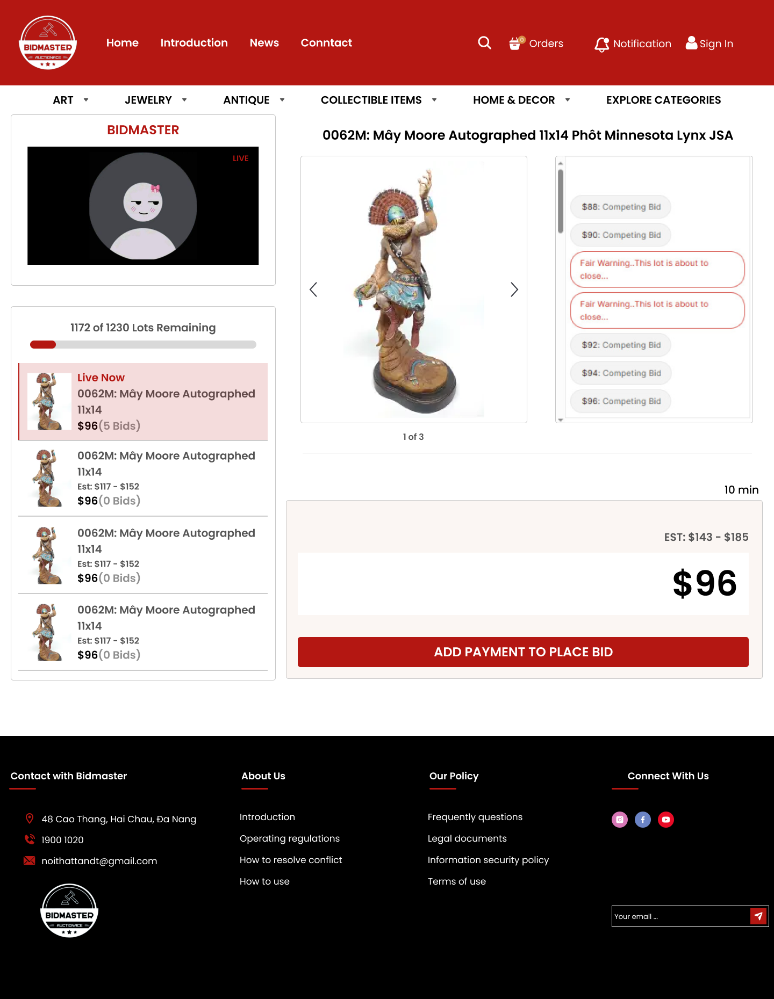 BIDMASTER
AUCTIONACE
Home
Introduction
News
Conntact
0
Orders
Notification
Sign In
ART
JEWELRY
ANTIQUE
COLLECTIBLE ITEMS
HOME & DECOR
EXPLORE CATEGORIES
BIDMASTER
LIVE
1172 of 1230 Lots Remaining
Live Now
0062M: Mây Moore Autographed
11x14
$96(5 Bids)
0062M: Mây Moore Autographed
11x14
Est: $117 - $152
$96(0 Bids)
0062M: Mây Moore Autographed
11x14
Est: $117 - $152
$96(0 Bids)
0062M: Mây Moore Autographed
11x14
Est: $117 - $152
$96(0 Bids)
0062M: Mây Moore Autographed 11x14 Phôt Minnesota Lynx JSA
1 of 3
$88: Competing Bid
$90: Competing Bid
Fair Warning..This lot is about to
close...
Fair Warning..This lot is about to
close...
$92: Competing Bid
$94: Competing Bid
$96: Competing Bid
10 min
EST: $143 - $185
$96
ADD PAYMENT TO PLACE BID
Contact with Bidmaster
48 Cao Thang, Hai Chau, Đa Nang
1900 1020
noithattandt@gmail.com
BIDMASTER
AUCTIONACE
About Us
Introduction
Operating regulations
How to resolve conflict
How to use
Our Policy
Frequently questions
Legal documents
Information security policy
Terms of use
Connect With Us
Your email ...